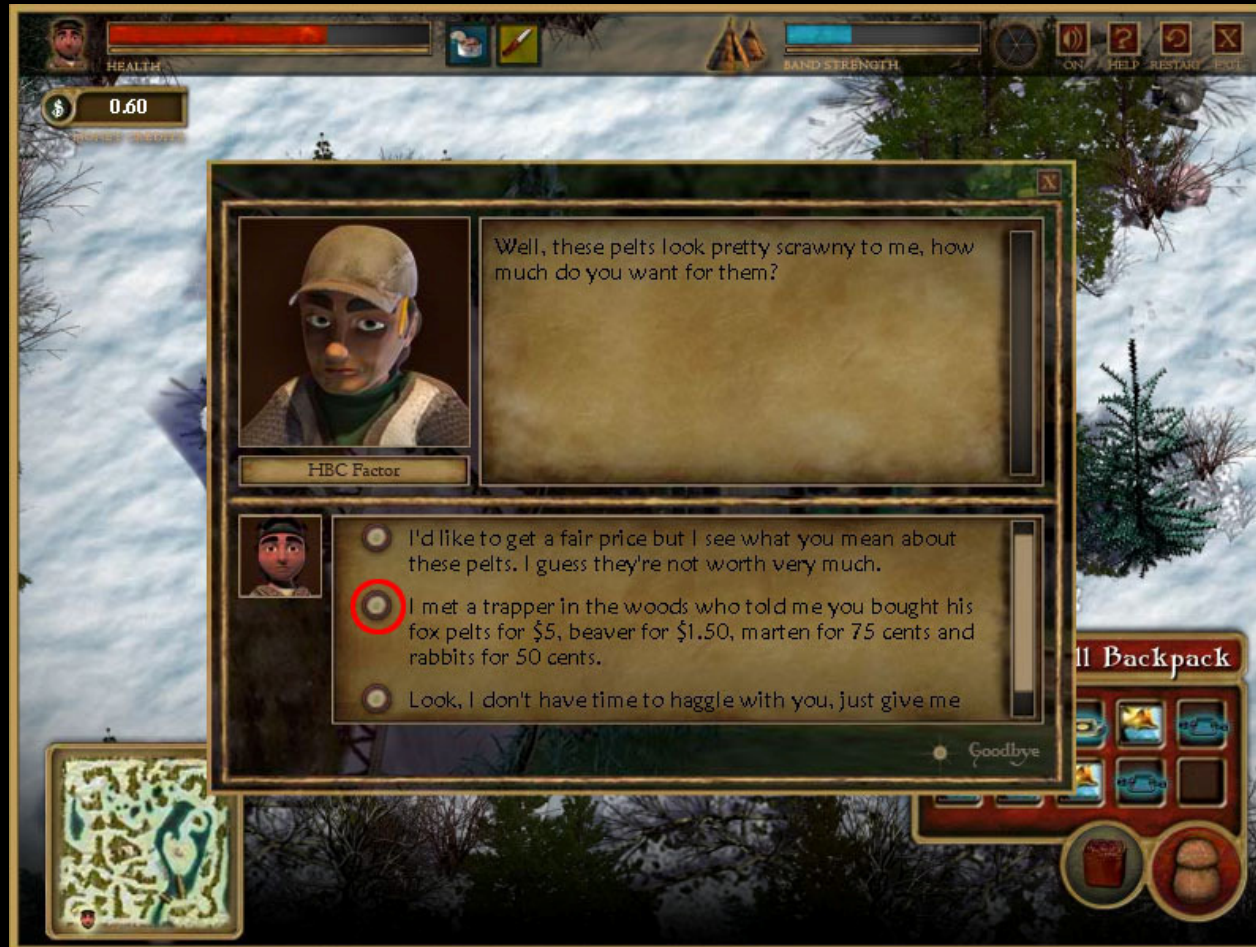 HEALTH
BAND STRENGTH
ON
HELP
RESTART
EXIT
$
0.60
MONEY CREDITS
X
Well, these pelts look pretty scrawny to me, how
much do you want for them?
HBC Factor
I'd like to get a fair price but I see what you mean about
these pelts. I guess they're not worth very much.
I met a trapper in the woods who told me you bought his
fox pelts for $5, beaver for $1.50, marten for 75 cents and
rabbits for 50 cents.
Look, I don't have time to haggle with you, just give me
Goodbye
ll Backpack